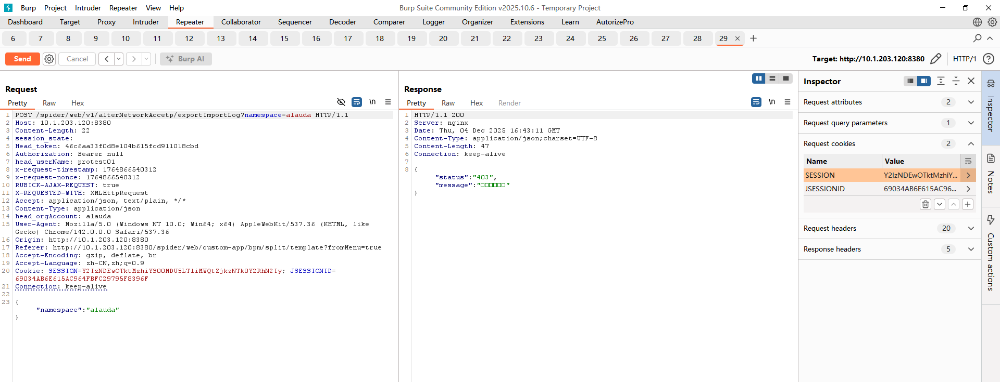 Burp Project Intruder Repeater View Help
Burp Suite Community Edition v2025.10.6 - Temporary Project
Dashboard Target Proxy Intruder Repeater Collaborator Sequencer Decoder Comparer Logger Organizer Extensions Learn AutorizePro
6 7 8 9 10 11 12 13 14 15 16 17 18 19 20 21 22 23 24 25 26 27 28 29 × +
Send Cancel < > Burp AI
Target: http://10.1.203.120:8380 HTTP/1 ?
Request
Pretty Raw Hex \n
1 POST /spider/web/v1/alterNetworkAccetp/exportImportLog?namespace=alauda HTTP/1.1
2 Host: 10.1.203.120:8380
3 Content-Length: 22
4 session_state:
5 Head_token: 46c6aa33f0d8e104b615fcd911018cbd
6 Authorization: Bearer null
7 head_userName: protest01
8 x-request-timestamp: 1764866540312
9 x-request-nonce: 1764866540312
10 RUBICK-AJAX-REQUEST: true
11 X-REQUESTED-WITH: XMLHttpRequest
12 Accept: application/json, text/plain, */*
13 Content-Type: application/json
14 head_orgAccount: alauda
15 User-Agent: Mozilla/5.0 (Windows NT 10.0; Win64; x64) AppleWebKit/537.36 (KHTML, like
Gecko) Chrome/142.0.0.0 Safari/537.36
16 Origin: http://10.1.203.120:8380
17 Referer: http://10.1.203.120:8380/spider/web/custom-app/bpm/split/template?fromMenu=true
18 Accept-Encoding: gzip, deflate, br
19 Accept-Language: zh-CN,zh;q=0.9
20 Cookie: SESSION=Y2IzNDEwOTktMzhiYS00MDU5LTliMWQtZjkzNTk0Y2RhN2Iy; JSESSIONID=
69034AB6E615AC964FBFC29795F8396F
21 Connection: keep-alive
22
23 {
"namespace":"alauda"
}
Response
Pretty Raw Hex Render \n
1 HTTP/1.1 200
2 Server: nginx
3 Date: Thu, 04 Dec 2025 16:43:11 GMT
4 Content-Type: application/json;charset=UTF-8
5 Content-Length: 47
6 Connection: keep-alive
7
8 {
"status":"403",
"message":"□□□□□□"
}
Inspector
Request attributes 2
Request query parameters 1
Request cookies 2
Name Value
SESSION Y2IzNDEwOTktMzhiY...
JSESSIONID 69034AB6E615AC96...
Request headers 20
Response headers 5
Inspector
Notes
Custom actions